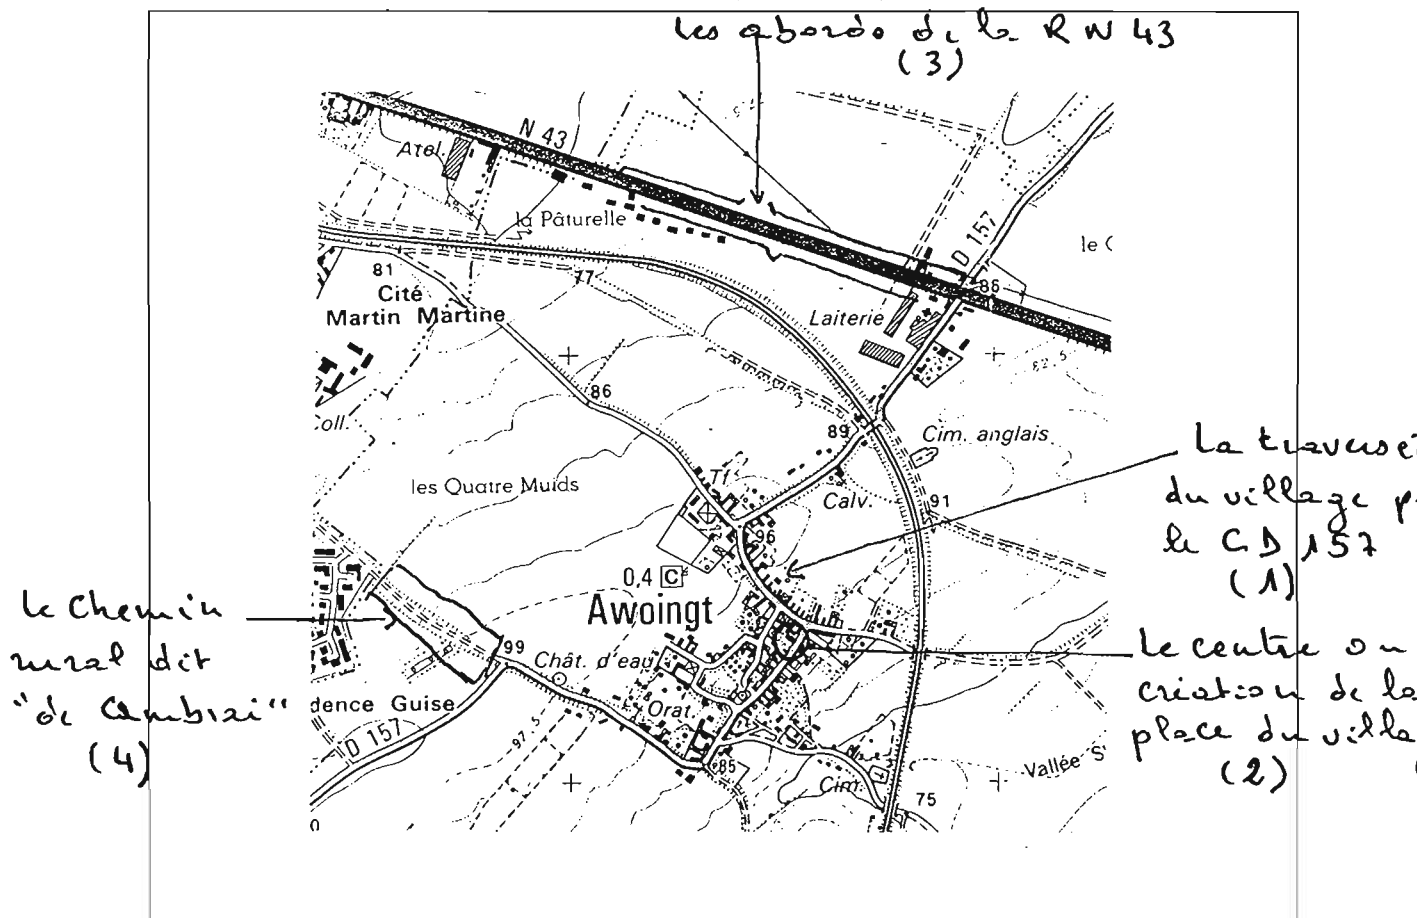 les abords de la RN 43
(3)
N 43
Atel.
la Pâturelle
D 157
le C
81
77
Cité
Martin Martine
86
Laiterie
86
Coll.
89
Cim. anglais
les Quatre Muids
Tf
Calv.
91
96
La traversée
du village p
le CD 157
(1)
0,4 C
Awoingt
le Chemin
rural dit
"de Cambrai"
(4)
99
Chât. d'eau
dence Guise
Orat.
D 157
97.5
85
Cim.
75
Vallée S
Le centre ou
création de la
place du villa
(2)
0